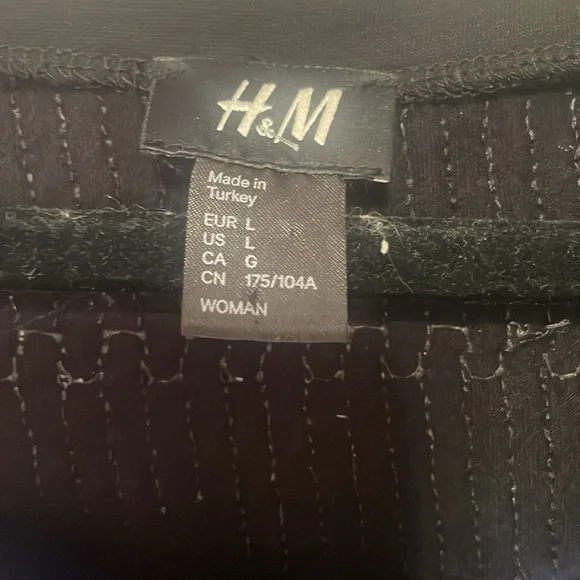 H&M
Made in
Turkey
EUR L
US L
CA G
CN 175/104A
WOMAN